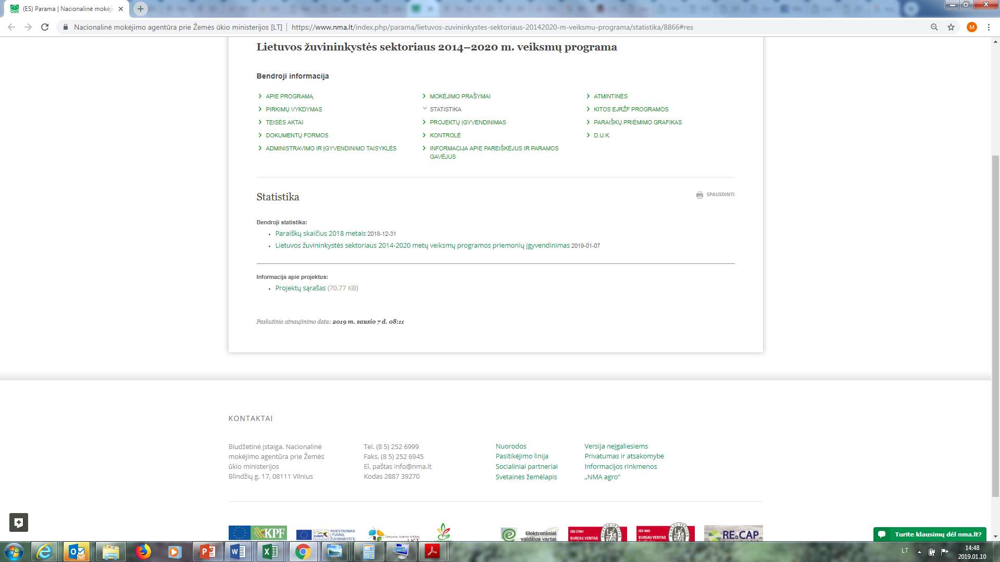 (ES) Parama | Nacionalinė mokėji
Nacionalinė mokėjimo agentūra prie Žemės ūkio ministerijos [LT] | https://www.nma.lt/index.php/parama/lietuvos-zuvininkystes-sektoriaus-20142020-m-veiksmu-programa/statistika/8866#res
M
Lietuvos žuvininkystės sektoriaus 2014–2020 m. veiksmų programa
Bendroji informacija
APIE PROGRAMĄ
PIRKIMŲ VYKDYMAS
TEISĖS AKTAI
DOKUMENTŲ FORMOS
ADMINISTRAVIMO IR ĮGYVENDINIMO TAISYKLĖS
MOKĖJIMO PRAŠYMAI
STATISTIKA
PROJEKTŲ ĮGYVENDINIMAS
KONTROLĖ
INFORMACIJA APIE PAREIŠKĖJUS IR PARAMOS
GAVĖJUS
ATMINTINĖS
KITOS EJRŽF PROGRAMOS
PARAIŠKŲ PRIĖMIMO GRAFIKAS
D.U.K.
Statistika
SPAUSDINTI
Bendroji statistika:
• Paraiškų skaičius 2018 metais 2018-12-31
• Lietuvos žuvininkystės sektoriaus 2014-2020 metų veiksmų programos priemonių įgyvendinimas 2019-01-07
Informacija apie projektus:
• Projektų sąrašas (70.77 KB)
Paskutinio atnaujinimo data: 2019 m. sausio 7 d. 08:11
KONTAKTAI
Biudžetinė įstaiga. Nacionalinė
mokėjimo agentūra prie Žemės
ūkio ministerijos
Blindžių g. 17, 08111 Vilnius
Tel. (8 5) 252 6999
Faks. (8 5) 252 6945
El. paštas info@nma.lt
Kodas 2887 39270
Nuorodos
Pasitikėjimo linija
Socialiniai partneriai
Svetainės žemėlapis
Versija neįgaliesiems
Privatumas ir atsakomybė
Informacijos rinkmenos
„NMA agro“
KPF
INVESTAVIMAS
Į TVARIĄ
ŽUVININKYSTĘ
Lietuvos kaimo tinklas
Elektroniniai
valdžios vartai
ISO 27001
BUREAU VERITAS
ISO 9001
BUREAU VERITAS
RECAP
Turite klausimų dėl nma.lt?
LT
14:48
2019.01.10